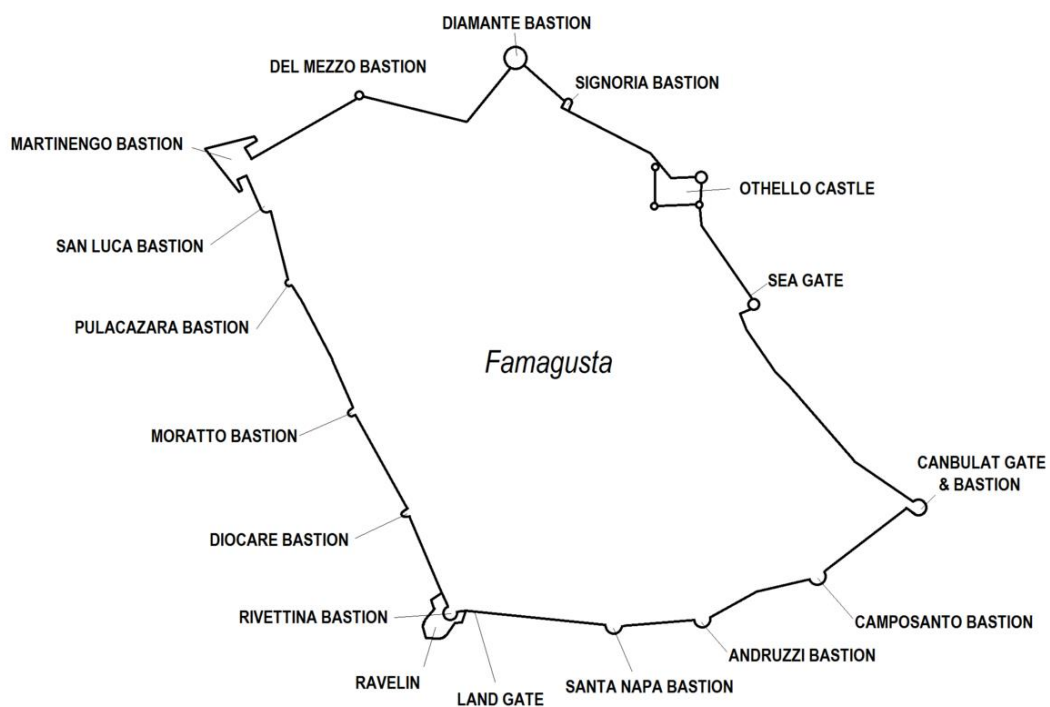 DIAMANTE BASTION
DEL MEZZO BASTION
SIGNORIA BASTION
MARTINENGO BASTION
OTHELLO CASTLE
SAN LUCA BASTION
SEA GATE
PULACAZARA BASTION
Famagusta
MORATTO BASTION
CANBULAT GATE
& BASTION
DIOCARE BASTION
RIVETTINA BASTION
CAMPOSANTO BASTION
ANDRUZZI BASTION
RAVELIN
SANTA NAPA BASTION
LAND GATE